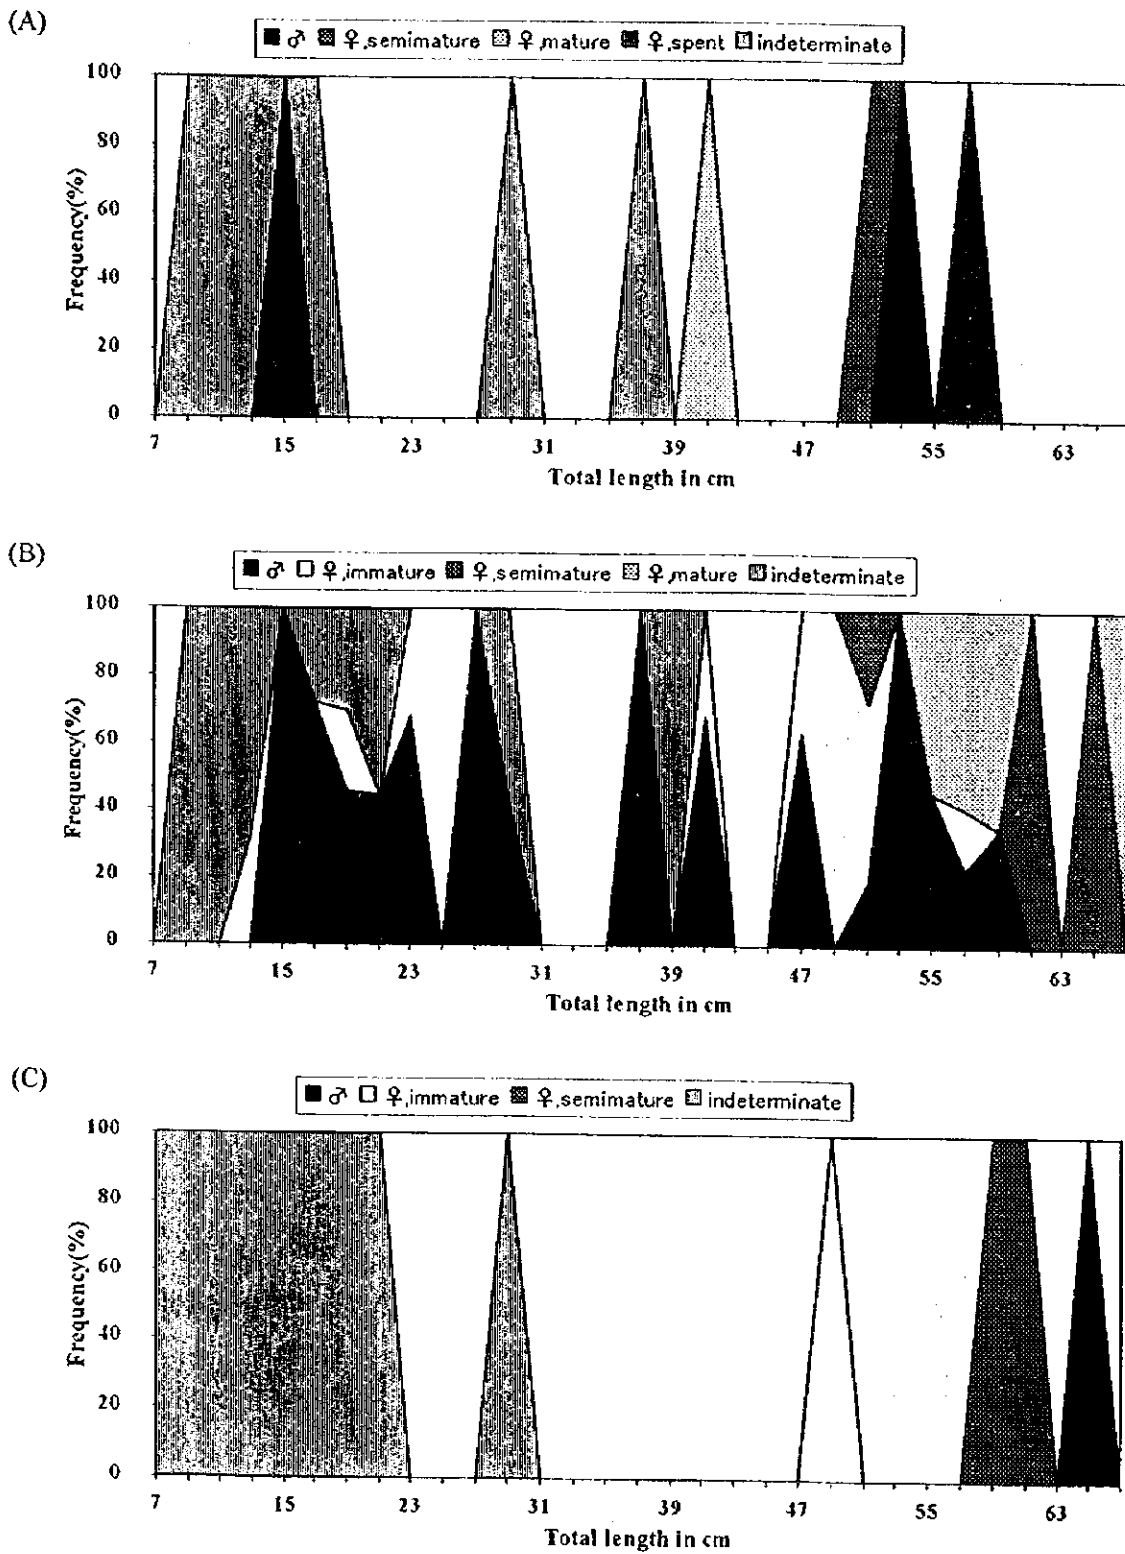 (A)
♂ ♀,semimature ♀,mature ♀,spent indeterminate
100
80
60
40
20
0
Frequency(%)
7 15 23 31 39 47 55 63
Total length in cm
(B)
♂ ♀,immature ♀,semimature ♀,mature indeterminate
100
80
60
40
20
0
Frequency(%)
7 15 23 31 39 47 55 63
Total length in cm
(C)
♂ ♀,immature ♀,semimature indeterminate
100
80
60
40
20
0
Frequency(%)
7 15 23 31 39 47 55 63
Total length in cm